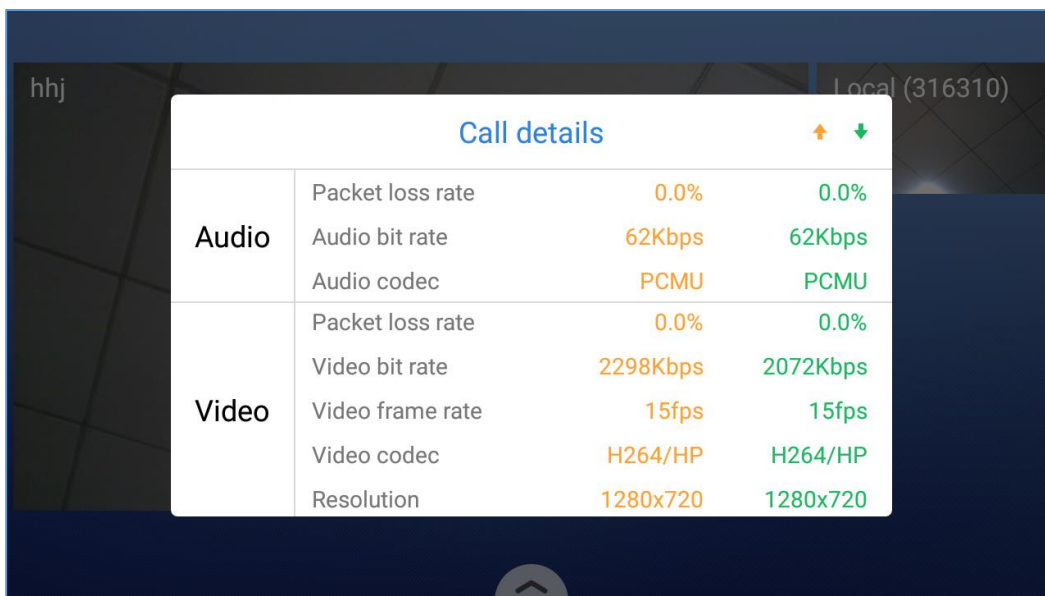 hhj
Local (316310)
Call details
Audio
Packet loss rate 0.0% 0.0%
Audio bit rate 62Kbps 62Kbps
Audio codec PCMU PCMU
Video
Packet loss rate 0.0% 0.0%
Video bit rate 2298Kbps 2072Kbps
Video frame rate 15fps 15fps
Video codec H264/HP H264/HP
Resolution 1280x720 1280x720